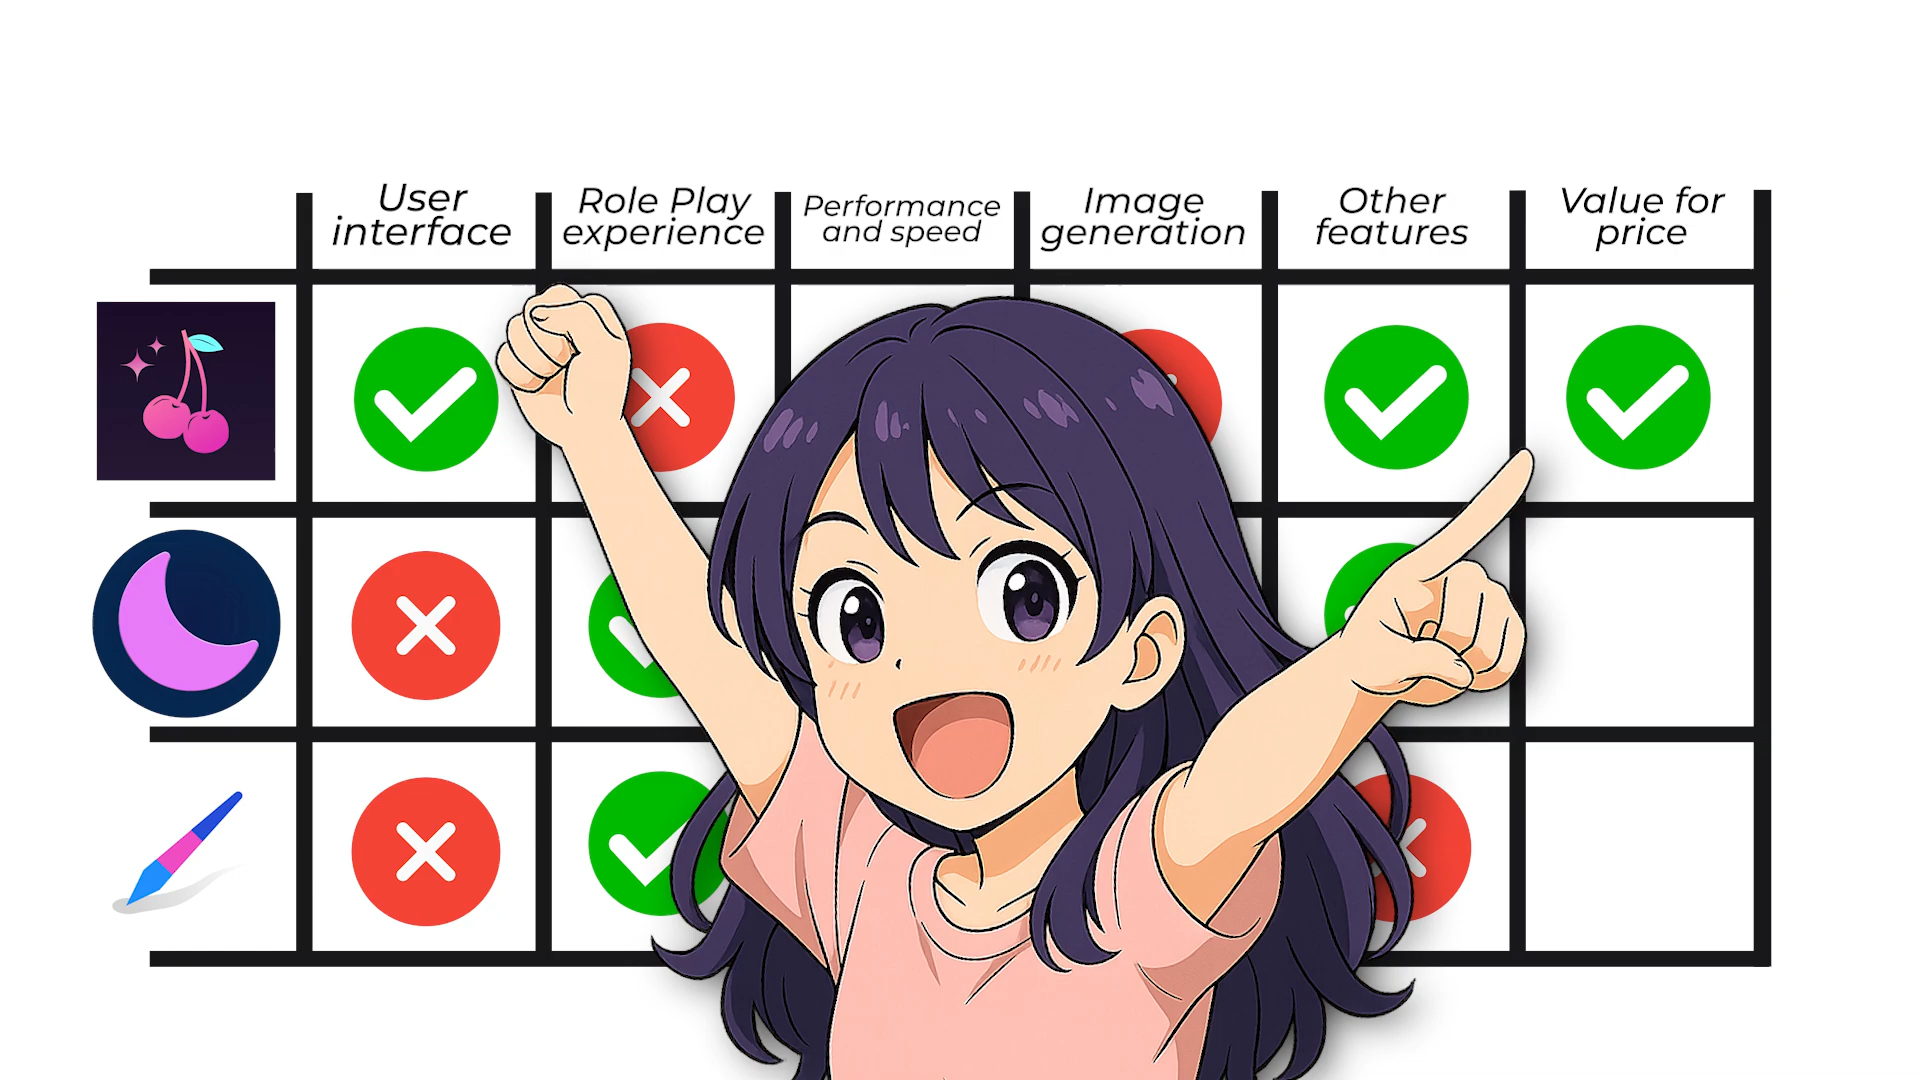 User
interface
Role Play
experience
Performance
and speed
Image
generation
Other
features
Value for
price